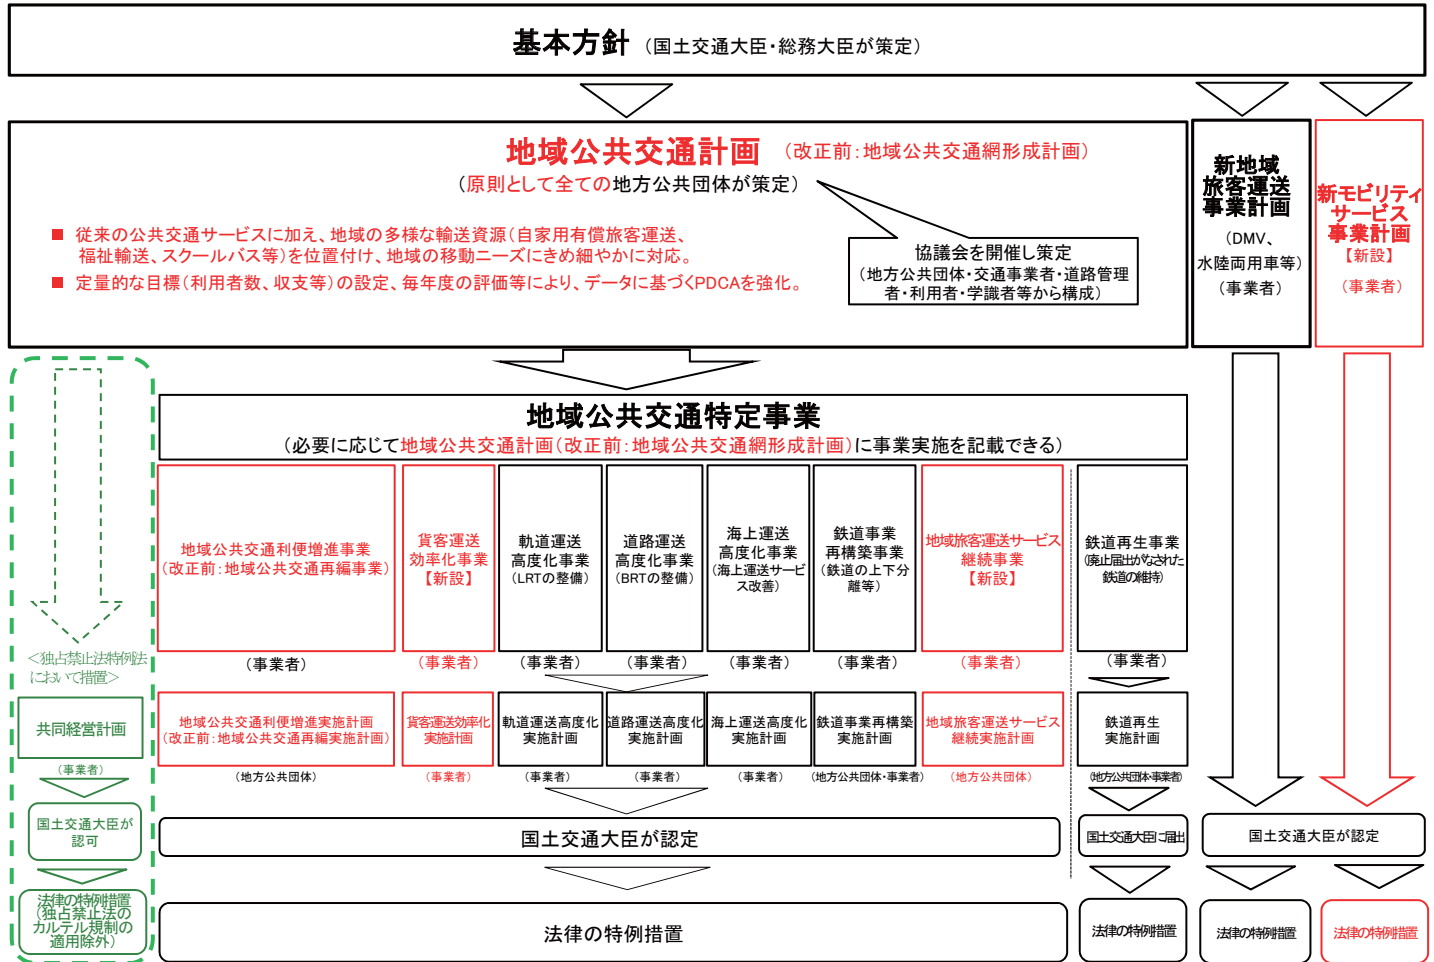 基本方針（国土交通大臣・総務大臣が策定）
地域公共交通計画 （改正前：地域公共交通網形成計画）
（原則として全ての地方公共団体が策定）
■ 従来の公共交通サービスに加え、地域の多様な輸送資源（自家用有償旅客運送、
福祉輸送、スクールバス等）を位置付け、地域の移動ニーズにきめ細やかに対応。
■ 定量的な目標（利用者数、収支等）の設定、毎年度の評価等により、データに基づくPDCAを強化。
協議会を開催し策定
（地方公共団体・交通事業者・道路管理
者・利用者・学識者等から構成）
新地域
旅客運送
事業計画
（DMV、
水陸両用車等）
（事業者）
新モビリティ
サービス
事業計画
【新設】
（事業者）
地域公共交通特定事業
（必要に応じて地域公共交通計画（改正前：地域公共交通網形成計画）に事業実施を記載できる）
地域公共交通利便増進事業
（改正前：地域公共交通再編事業）
（事業者）
貨客運送
効率化事業
【新設】
（事業者）
軌道運送
高度化事業
（LRTの整備）
（事業者）
道路運送
高度化事業
（BRTの整備）
（事業者）
海上運送
高度化事業
（海上運送サービ
ス改善）
（事業者）
鉄道事業
再構築事業
（鉄道の上下分
離等）
（事業者）
地域旅客運送サービス
継続事業
【新設】
（事業者）
鉄道再生事業
（廃止届出がなされた
鉄道の維持）
（事業者）
＜独占禁止法特例法
において措置＞
共同経営計画
（事業者）
国土交通大臣が
認可
法律の特例措置
（独占禁止法の
カルテル規制の
適用除外）
地域公共交通利便増進実施計画
（改正前：地域公共交通再編実施計画）
（地方公共団体）
貨客運送効率化
実施計画
（事業者）
軌道運送高度化
実施計画
（事業者）
道路運送高度化
実施計画
（事業者）
海上運送高度化
実施計画
（事業者）
鉄道事業再構築
実施計画
（地方公共団体・事業者）
地域旅客運送サービス
継続実施計画
（地方公共団体）
鉄道再生
実施計画
（地方公共団体・事業者）
国土交通大臣が認定
国土交通大臣に届出
国土交通大臣が認定
法律の特例措置
法律の特例措置
法律の特例措置
法律の特例措置